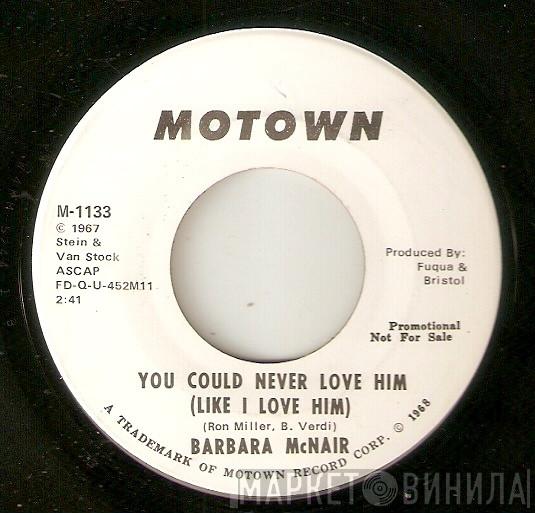 MOTOWN
M-1133
© 1967
Stein &
Van Stock
ASCAP
FD-Q-U-452M11
2:41
Produced By:
Fuqua &
Bristol
Promotional
Not For Sale
YOU COULD NEVER LOVE HIM
(LIKE I LOVE HIM)
(Ron Miller, B. Verdi)
BARBARA McNAIR
A TRADEMARK OF MOTOWN RECORD CORP. © 1968
МАРКЕТ ВИНИЛА